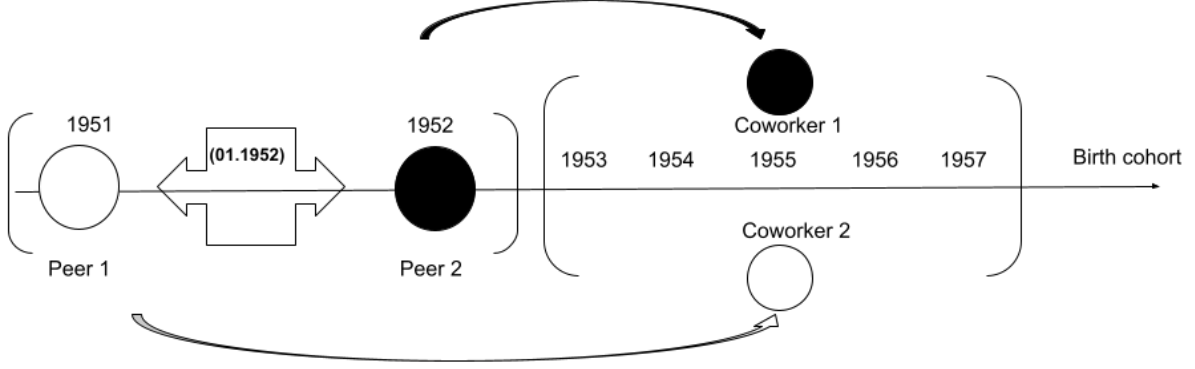 1951
(01.1952)
1952
Peer 1
Peer 2
Coworker 1
1953 1954 1955 1956 1957
Birth cohort
Coworker 2